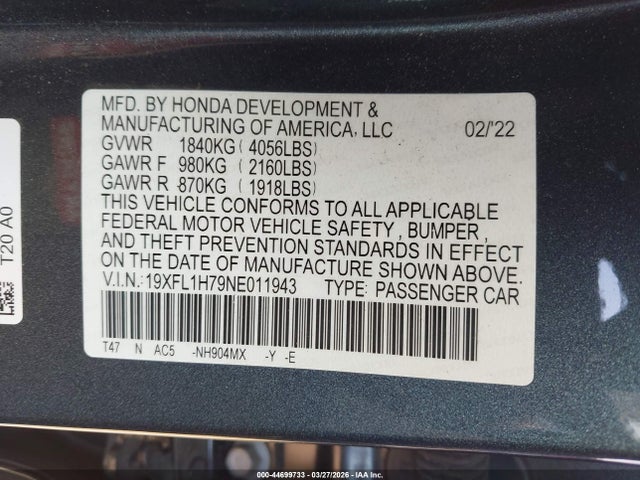 MFD. BY HONDA DEVELOPMENT &
MANUFACTURING OF AMERICA, LLC 02/'22
GVWR 1840KG ( 4056LBS)
GAWR F 980KG ( 2160LBS)
GAWR R 870KG ( 1918LBS)
THIS VEHICLE CONFORMS TO ALL APPLICABLE
FEDERAL MOTOR VEHICLE SAFETY, BUMPER,
AND THEFT PREVENTION STANDARDS IN EFFECT
ON THE DATE OF MANUFACTURE SHOWN ABOVE.
V.I.N.: 19XFL1H79NE011943 TYPE: PASSENGER CAR
T47 N AC5 -NH904MX -Y -E
T20 A0
000-44699733 | 03/27/2026 | IAA Inc.